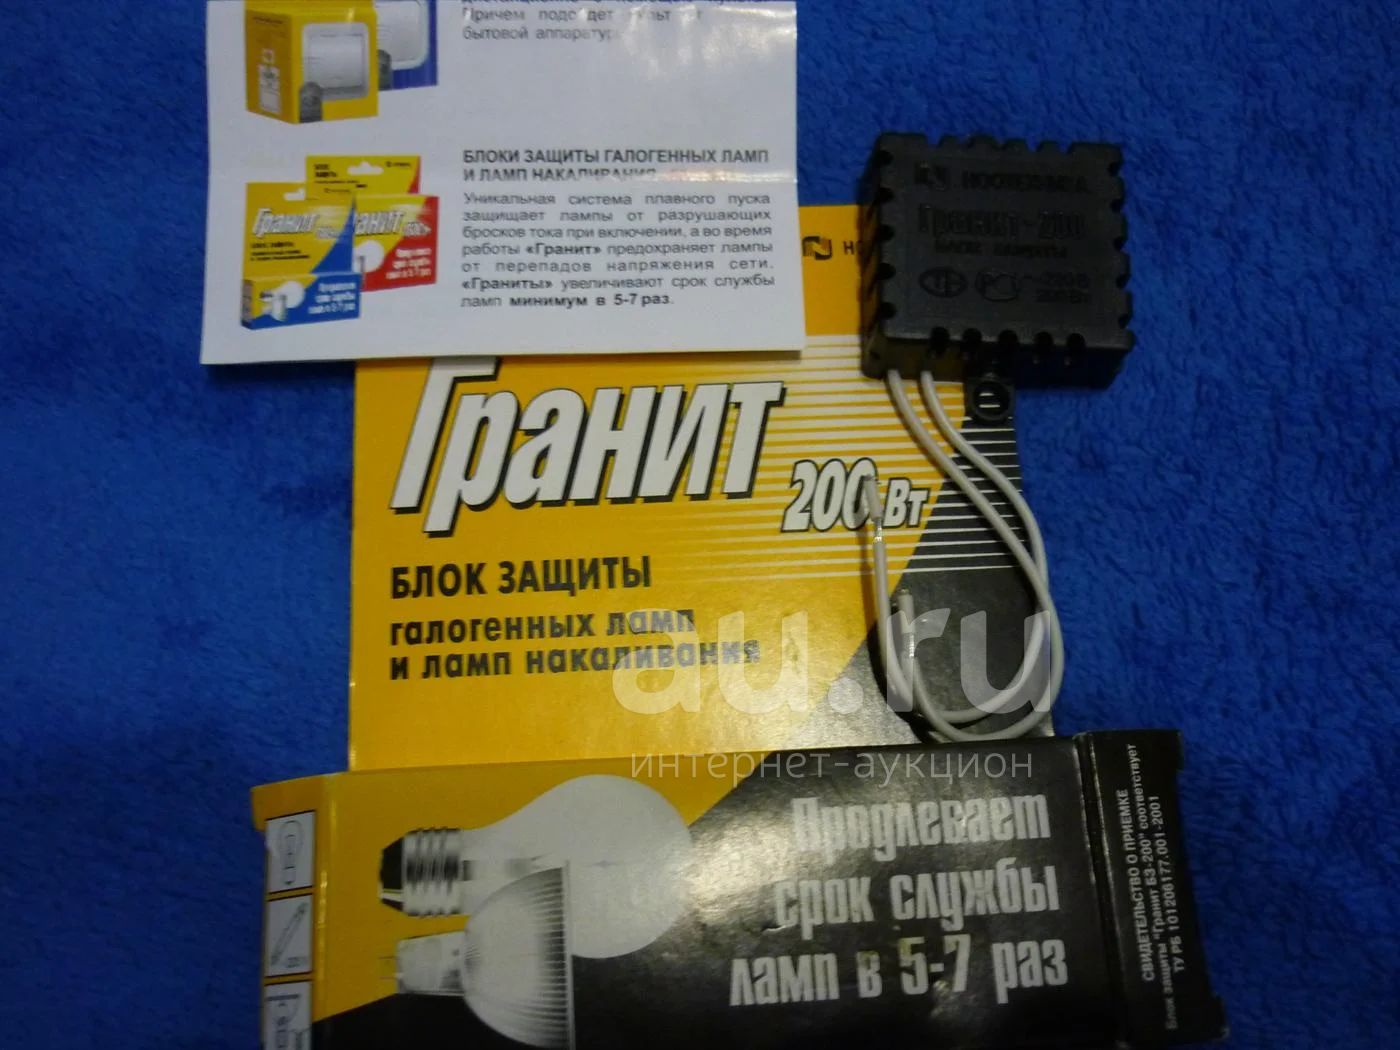 Причем подойдет пульт от
бытовой аппаратуры
БЛОКИ ЗАЩИТЫ ГАЛОГЕННЫХ ЛАМП
И ЛАМП НАКАЛИВАНИЯ
Уникальная система плавного пуска
защищает лампы от разрушающих
бросков тока при включении, а во время
работы «Гранит» предохраняет лампы
от перепадов напряжения сети.
«Граниты» увеличивают срок службы
ламп минимум в 5-7 раз.
Гранит
NOOTEHNIKA
Гранит-200
БЛОК ЗАЩИТЫ
Гранит
200 Вт
БЛОК ЗАЩИТЫ
галогенных ламп
и ламп накаливания
au.ru
интернет-аукцион
Продлевает
срок службы
ламп в 5-7 раз
СВИДЕТЕЛЬСТВО О ПРИЕМКЕ
Блок защиты "Гранит БЗ-200" соответствует
ТУ РБ 101206177.001-2001